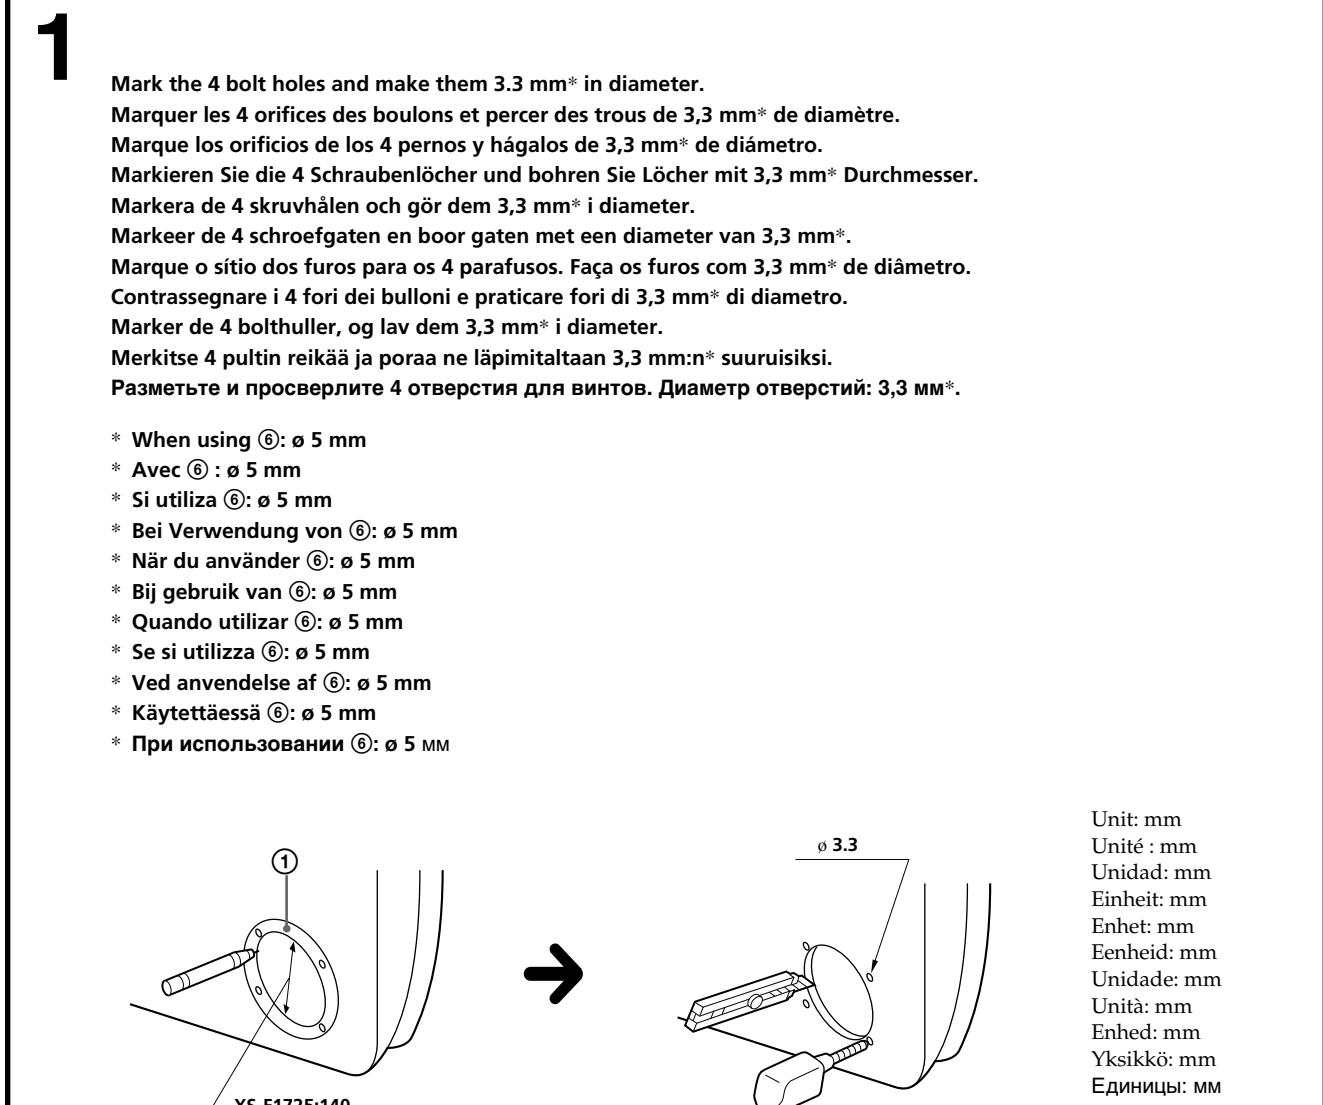 1
Mark the 4 bolt holes and make them 3.3 mm* in diameter.
Marquer les 4 orifices des boulons et percer des trous de 3,3 mm* de diamètre.
Marque los orificios de los 4 pernos y hágalos de 3,3 mm* de diámetro.
Markieren Sie die 4 Schraubenlöcher und bohren Sie Löcher mit 3,3 mm* Durchmesser.
Markera de 4 skruvhålen och gör dem 3,3 mm* i diameter.
Markeer de 4 schroefgaten en boor gaten met een diameter van 3,3 mm*.
Marque o sítio dos furos para os 4 parafusos. Faça os furos com 3,3 mm* de diâmetro.
Contrassegnare i 4 fori dei bulloni e praticare fori di 3,3 mm* di diametro.
Marker de 4 bolthuller, og lav dem 3,3 mm* i diameter.
Merkitse 4 pultin reikää ja poraa ne läpimitaltaan 3,3 mm:n* suuruisiksi.
Разметьте и просверлите 4 отверстия для винтов. Диаметр отверстий: 3,3 мм*.
* When using ⑥: ø 5 mm
* Avec ⑥ : ø 5 mm
* Si utiliza ⑥: ø 5 mm
* Bei Verwendung von ⑥: ø 5 mm
* När du använder ⑥: ø 5 mm
* Bij gebruik van ⑥: ø 5 mm
* Quando utilizar ⑥: ø 5 mm
* Se si utilizza ⑥: ø 5 mm
* Ved anvendelse af ⑥: ø 5 mm
* Käytettäessä ⑥: ø 5 mm
* При использовании ⑥: ø 5 мм
①
ø 3.3
Unit: mm
Unité : mm
Unidad: mm
Einheit: mm
Enhet: mm
Eenheid: mm
Unidade: mm
Unità: mm
Enhed: mm
Yksikkö: mm
Единицы: мм
XS-F1725:140